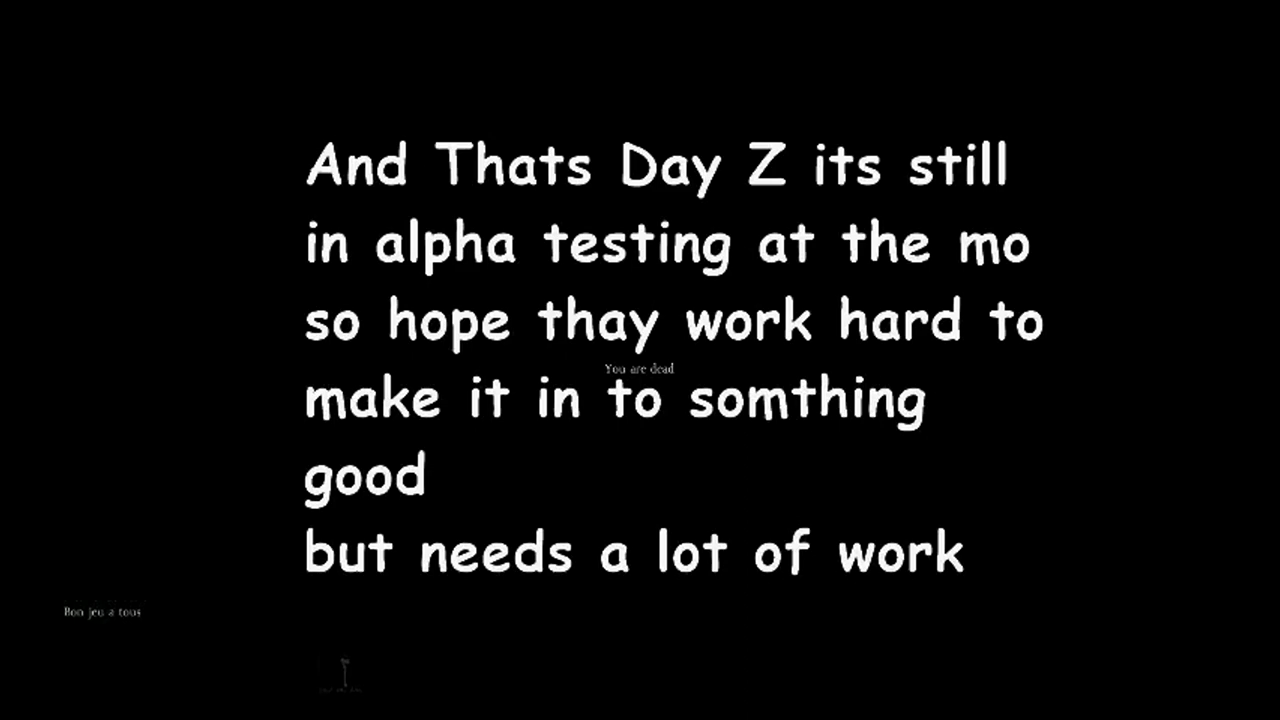 And Thats Day Z its still
in alpha testing at the mo
so hope thay work hard to
You are dead
make it in to somthing
good
but needs a lot of work
Bon jeu a tous